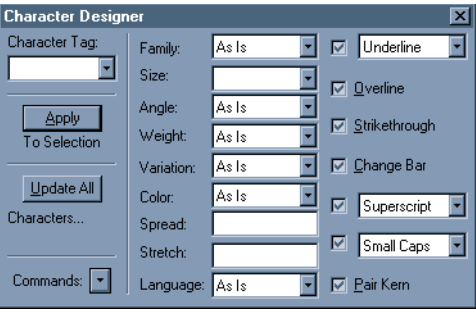 Character Designer
Character Tag:
Apply
To Selection
Update All
Characters...
Commands:
Family: As Is
Size:
Angle: As Is
Weight: As Is
Variation: As Is
Color: As Is
Spread:
Stretch:
Language: As Is
Underline
Overline
Strikethrough
Change Bar
Superscript
Small Caps
Pair Kern